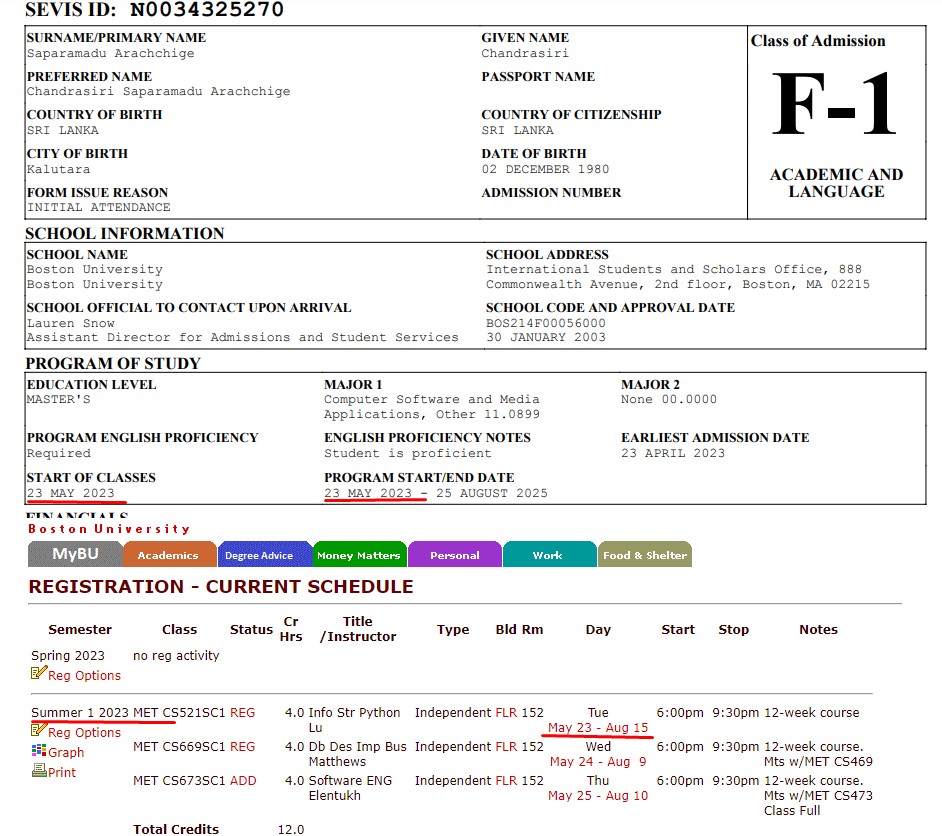 SEVIS ID: N0034325270
SURNAME/PRIMARY NAME GIVEN NAME Class of Admission
Saparamadu Arachchige Chandrasiri
PREFERRED NAME PASSPORT NAME
Chandrasiri Saparamadu Arachchige
F-1
COUNTRY OF BIRTH COUNTRY OF CITIZENSHIP
SRI LANKA SRI LANKA
CITY OF BIRTH DATE OF BIRTH
Kalutara 02 DECEMBER 1980
ACADEMIC AND
LANGUAGE
FORM ISSUE REASON ADMISSION NUMBER
INITIAL ATTENDANCE
SCHOOL INFORMATION
SCHOOL NAME SCHOOL ADDRESS
Boston University International Students and Scholars Office, 888
Boston University Commonwealth Avenue, 2nd floor, Boston, MA 02215
SCHOOL OFFICIAL TO CONTACT UPON ARRIVAL SCHOOL CODE AND APPROVAL DATE
Lauren Snow BOS214F00056000
Assistant Director for Admissions and Student Services 30 JANUARY 2003
PROGRAM OF STUDY
EDUCATION LEVEL MAJOR 1 MAJOR 2
MASTER'S Computer Software and Media None 00.0000
Applications, Other 11.0899
PROGRAM ENGLISH PROFICIENCY ENGLISH PROFICIENCY NOTES EARLIEST ADMISSION DATE
Required Student is proficient 23 APRIL 2023
START OF CLASSES PROGRAM START/END DATE
23 MAY 2023 23 MAY 2023 - 25 AUGUST 2025
FINANCIALS
Boston University
MyBU Academics Degree Advice Money Matters Personal Work Food & Shelter
REGISTRATION - CURRENT SCHEDULE
Semester Class Status Cr Hrs Title /Instructor Type Bld Rm Day Start Stop Notes
Spring 2023 no reg activity
Reg Options
Summer 1 2023 MET CS521SC1 REG 4.0 Info Str Python Independent FLR 152 Tue 6:00pm 9:30pm 12-week course
Reg Options Lu May 23 - Aug 15
Graph MET CS669SC1 REG 4.0 Db Des Imp Bus Independent FLR 152 Wed 6:00pm 9:30pm 12-week course.
Matthews May 24 - Aug 9 Mts w/MET CS469
Print MET CS673SC1 ADD 4.0 Software ENG Independent FLR 152 Thu 6:00pm 9:30pm 12-week course.
Elentukh May 25 - Aug 10 Mts w/MET CS473
Class Full
Total Credits 12.0